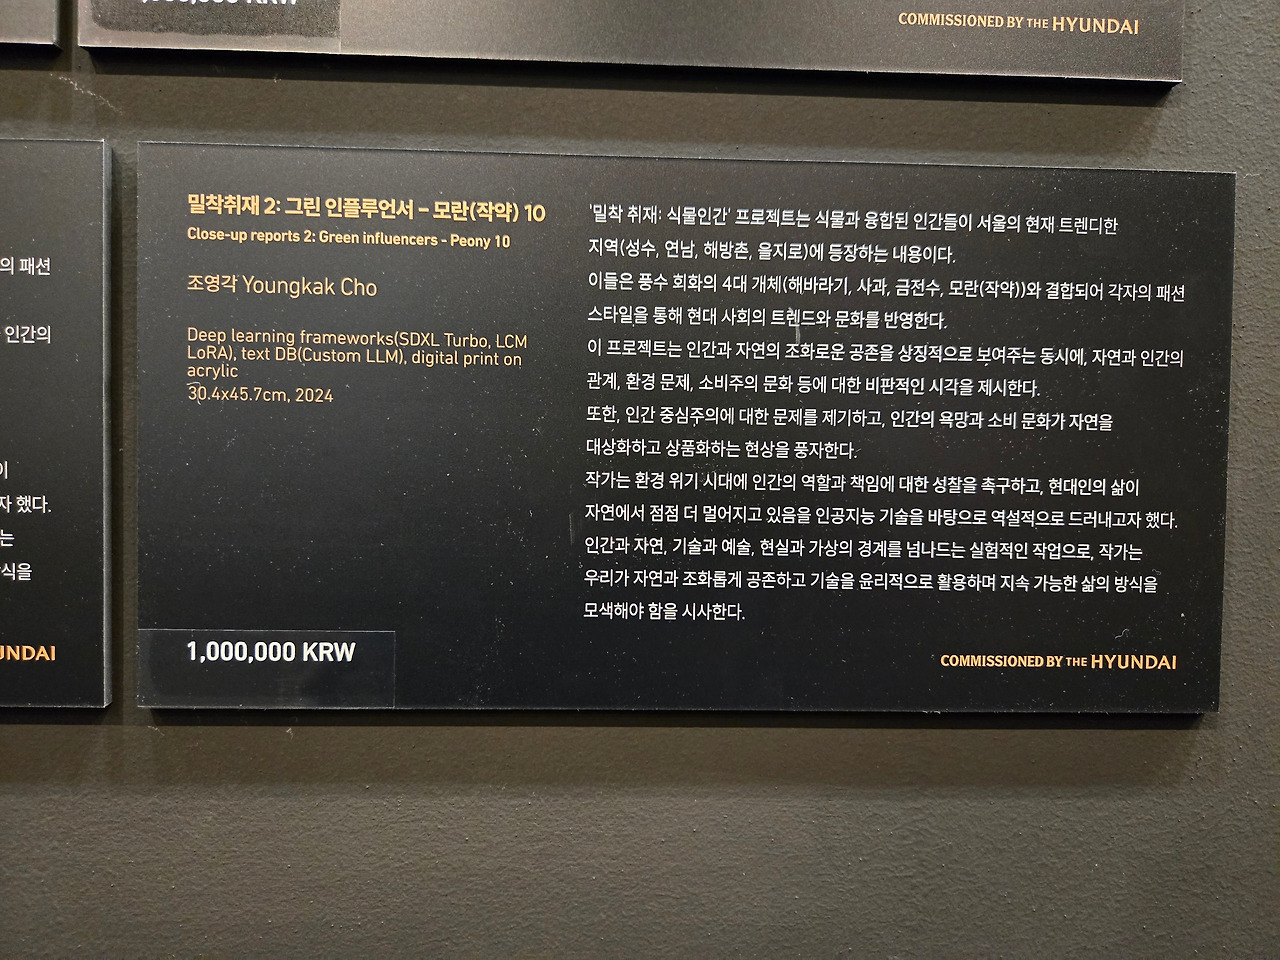 COMMISSIONED BY THE HYUNDAI
의 패션
인간의
자 했다.
는
식을
UNDAI
밀착취재 2: 그린 인플루언서 – 모란(작약) 10
Close-up reports 2: Green influencers - Peony 10
조영각 Youngkak Cho
Deep learning frameworks(SDXL Turbo, LCM
LoRA), text DB(Custom LLM), digital print on
acrylic
30.4x45.7cm, 2024
1,000,000 KRW
'밀착 취재: 식물인간' 프로젝트는 식물과 융합된 인간들이 서울의 현재 트렌디한
지역(성수, 연남, 해방촌, 을지로)에 등장하는 내용이다.
이들은 풍수 회화의 4대 개체(해바라기, 사과, 금전수, 모란(작약))와 결합되어 각자의 패션
스타일을 통해 현대 사회의 트렌드와 문화를 반영한다.
이 프로젝트는 인간과 자연의 조화로운 공존을 상징적으로 보여주는 동시에, 자연과 인간의
관계, 환경 문제, 소비주의 문화 등에 대한 비판적인 시각을 제시한다.
또한, 인간 중심주의에 대한 문제를 제기하고, 인간의 욕망과 소비 문화가 자연을
대상화하고 상품화하는 현상을 풍자한다.
작가는 환경 위기 시대에 인간의 역할과 책임에 대한 성찰을 촉구하고, 현대인의 삶이
자연에서 점점 더 멀어지고 있음을 인공지능 기술을 바탕으로 역설적으로 드러내고자 했다.
인간과 자연, 기술과 예술, 현실과 가상의 경계를 넘나드는 실험적인 작업으로, 작가는
우리가 자연과 조화롭게 공존하고 기술을 윤리적으로 활용하며 지속 가능한 삶의 방식을
모색해야 함을 시사한다.
COMMISSIONED BY THE HYUNDAI